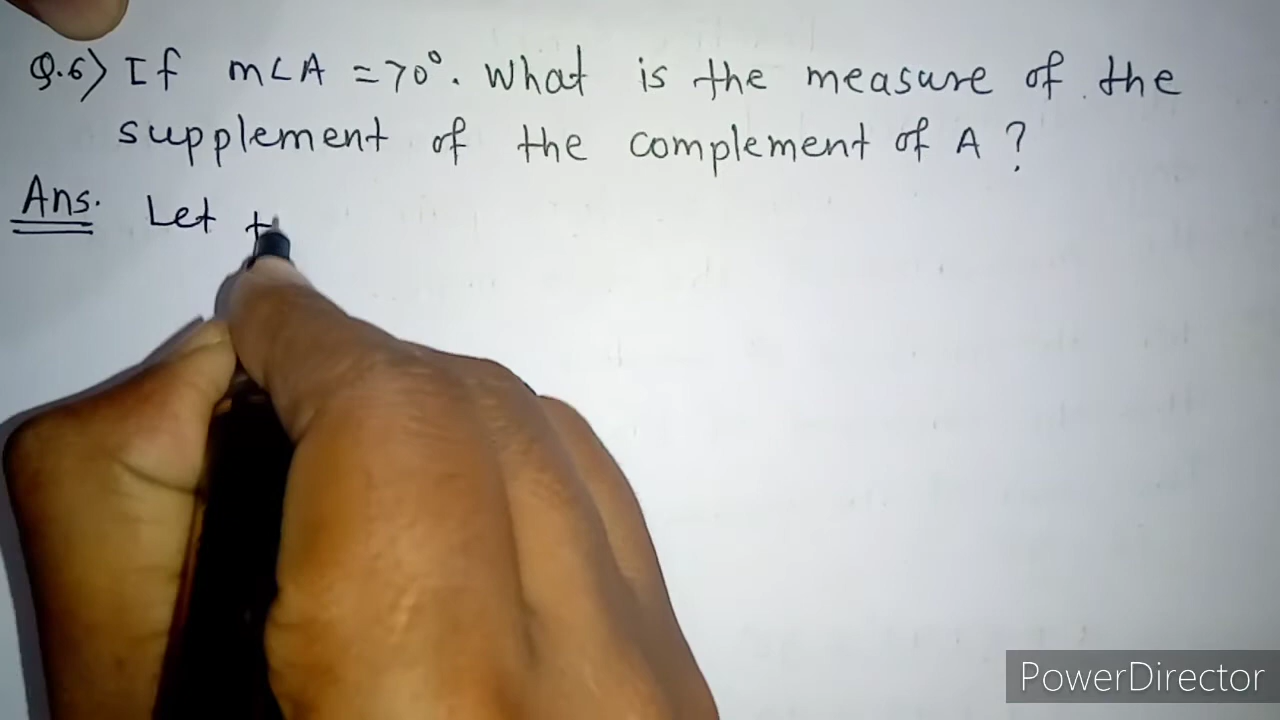 Q.6) If m∠A = 70°. What is the measure of the
supplement of the complement of A ?
Ans. Let
PowerDirector